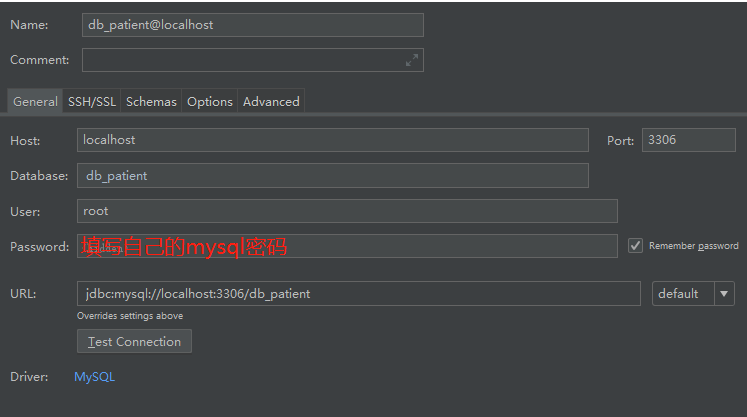 Name: db_patient@localhost
Comment:
General SSH/SSL Schemas Options Advanced
Host: localhost Port: 3306
Database: db_patient
User: root
Password: 填写自己的mysql密码 Remember password
URL: jdbc:mysql://localhost:3306/db_patient default
Overrides settings above
Test Connection
Driver: MySQL